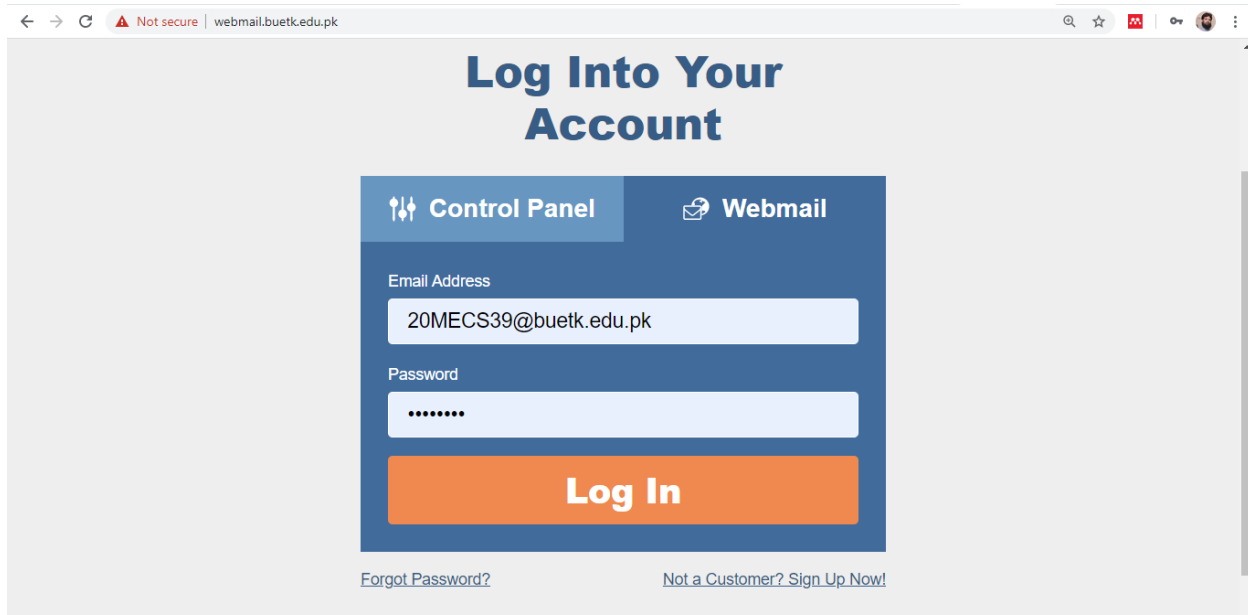 Not secure | webmail.buetk.edu.pk
Log Into Your
Account
Control Panel
Webmail
Email Address
20MECS39@buetk.edu.pk
Password
••••••••
Log In
Forgot Password?
Not a Customer? Sign Up Now!